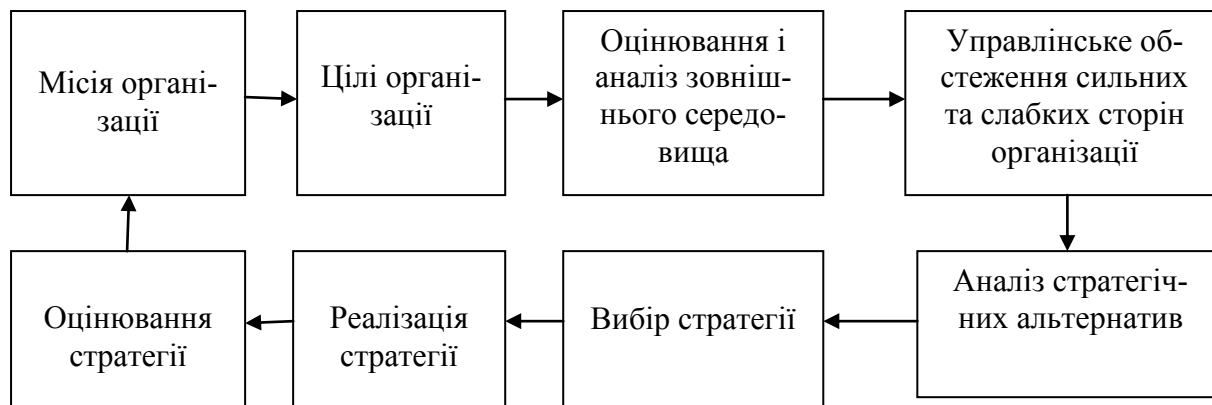 Місія органі-
зації
Цілі органі-
зації
Оцінювання і
аналіз зовніш-
нього середо-
вища
Управлінське об-
стеження сильних
та слабких сторін
організації
Аналіз стратегіч-
них альтернатив
Вибір стратегії
Реалізація
стратегії
Оцінювання
стратегії